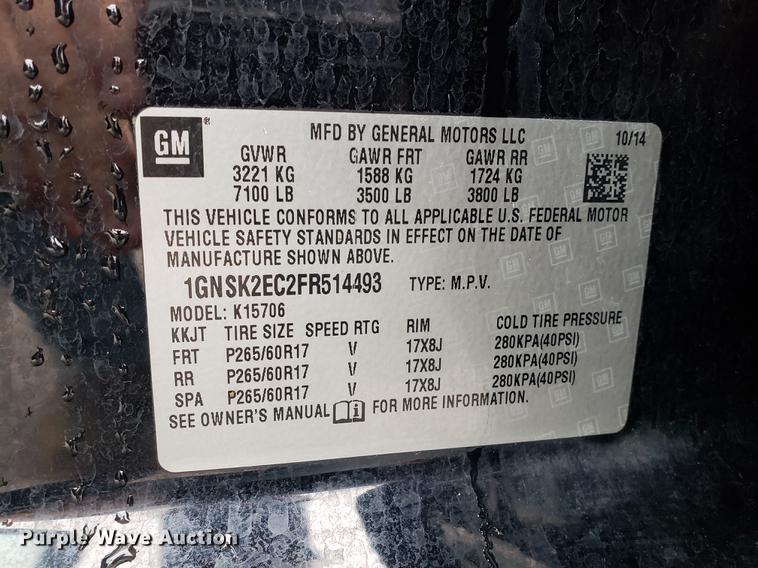 GM ®
MFD BY GENERAL MOTORS LLC 10/14
GVWR GAWR FRT GAWR RR
3221 KG 1588 KG 1724 KG
7100 LB 3500 LB 3800 LB
THIS VEHICLE CONFORMS TO ALL APPLICABLE U.S. FEDERAL MOTOR
VEHICLE SAFETY STANDARDS IN EFFECT ON THE DATE OF
MANUFACTURE SHOWN ABOVE.
1GNSK2EC2FR514493 TYPE: M.P.V.
MODEL: K15706
KKJT TIRE SIZE SPEED RTG RIM COLD TIRE PRESSURE
FRT P265/60R17 V 17X8J 280KPA(40PSI)
RR P265/60R17 V 17X8J 280KPA(40PSI)
SPA P265/60R17 V 17X8J 280KPA(40PSI)
SEE OWNER'S MANUAL FOR MORE INFORMATION.
Purple Wave Auction